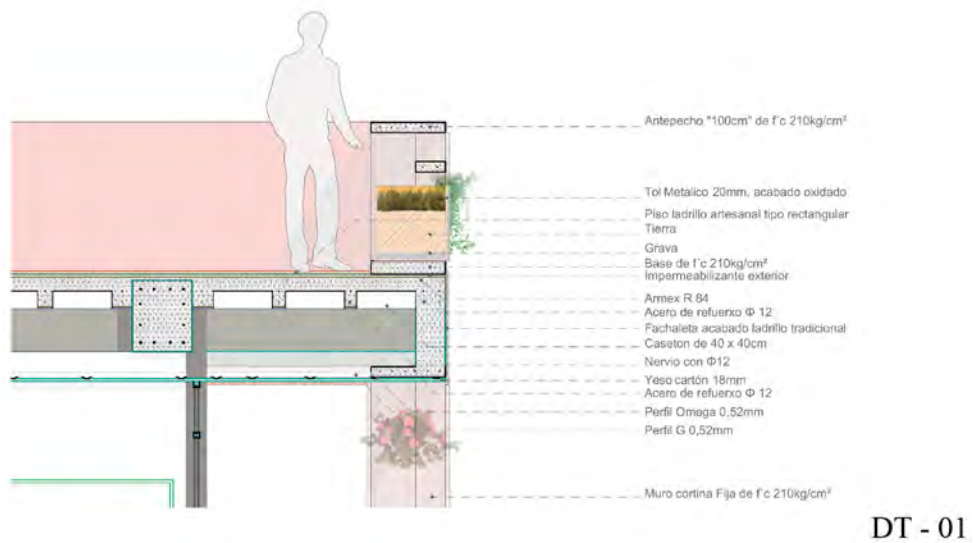 Antepecho "100cm" de f´c 210kg/cm²
Tol Metalico 20mm, acabado oxidado
Piso ladrillo artesanal tipo rectangular
Tierra
Grava
Base de f´c 210kg/cm²
Impermeabilizante exterior
Armex R 84
Acero de refuerxo Φ 12
Fachaleta acabado ladrillo tradicional
Caseton de 40 x 40cm
Nervio con Φ12
Yeso cartón 18mm
Acero de refuerxo Φ 12
Perfil Omega 0,52mm
Perfil G 0,52mm
Muro cortina Fija de f´c 210kg/cm²
DT - 01